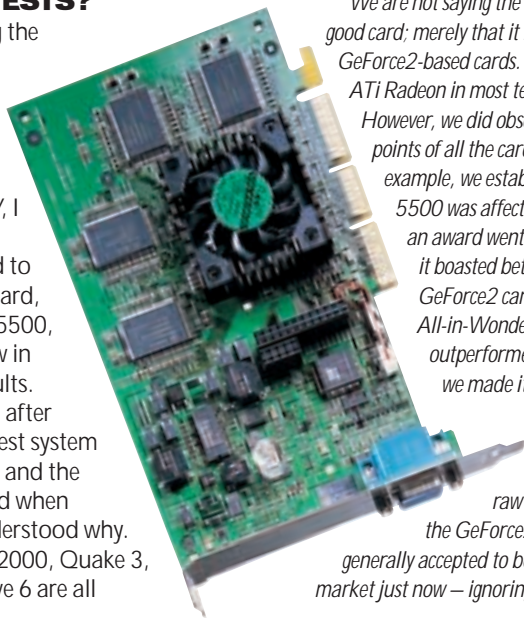 TESTS?
g the
, I
d to
ard,
5500,
w in
ults.
after
est system
and the
d when
derstood why.
2000, Quake 3,
ve 6 are all
We are not saying the
good card; merely that it
GeForce2-based cards.
ATi Radeon in most te
However, we did obse
points of all the card
example, we estab
5500 was affect
an award went
it boasted bet
GeForce2 car
All-in-Wonde
outperforme
we made it
raw
the GeForce
generally accepted to b
market just now – ignorin